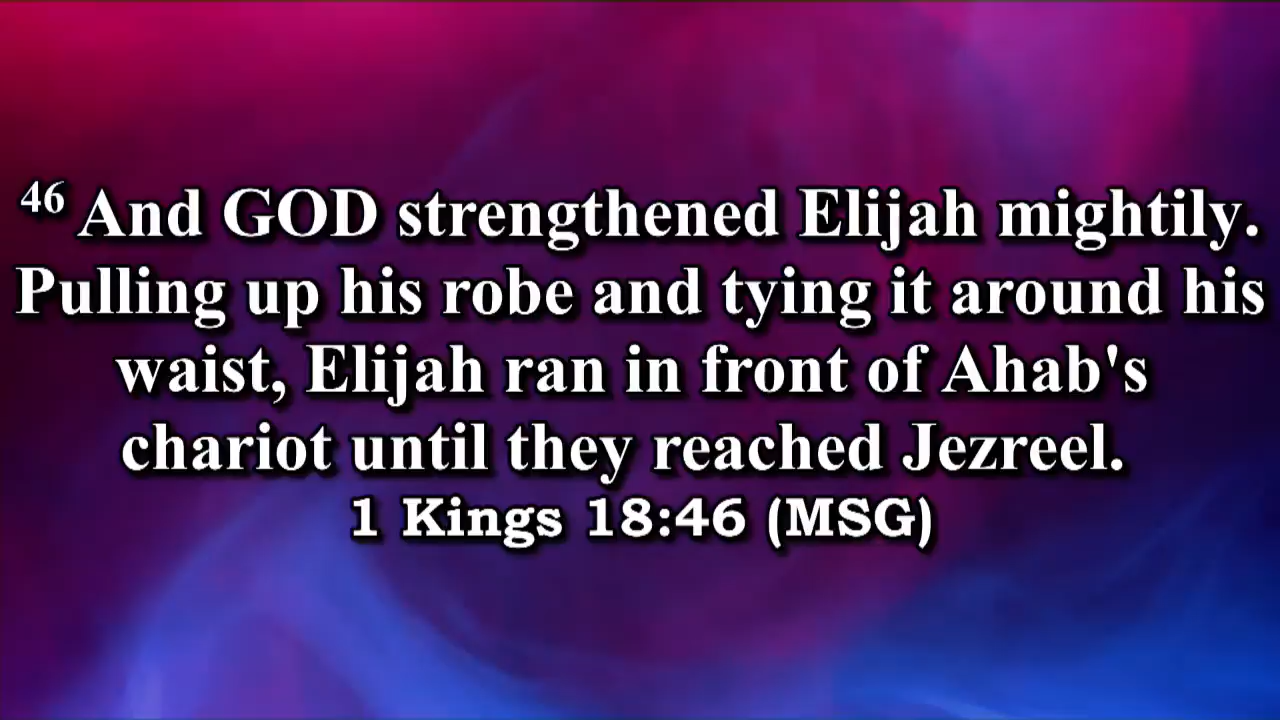 46 And GOD strengthened Elijah mightily.
Pulling up his robe and tying it around his
waist, Elijah ran in front of Ahab's
chariot until they reached Jezreel.
1 Kings 18:46 (MSG)